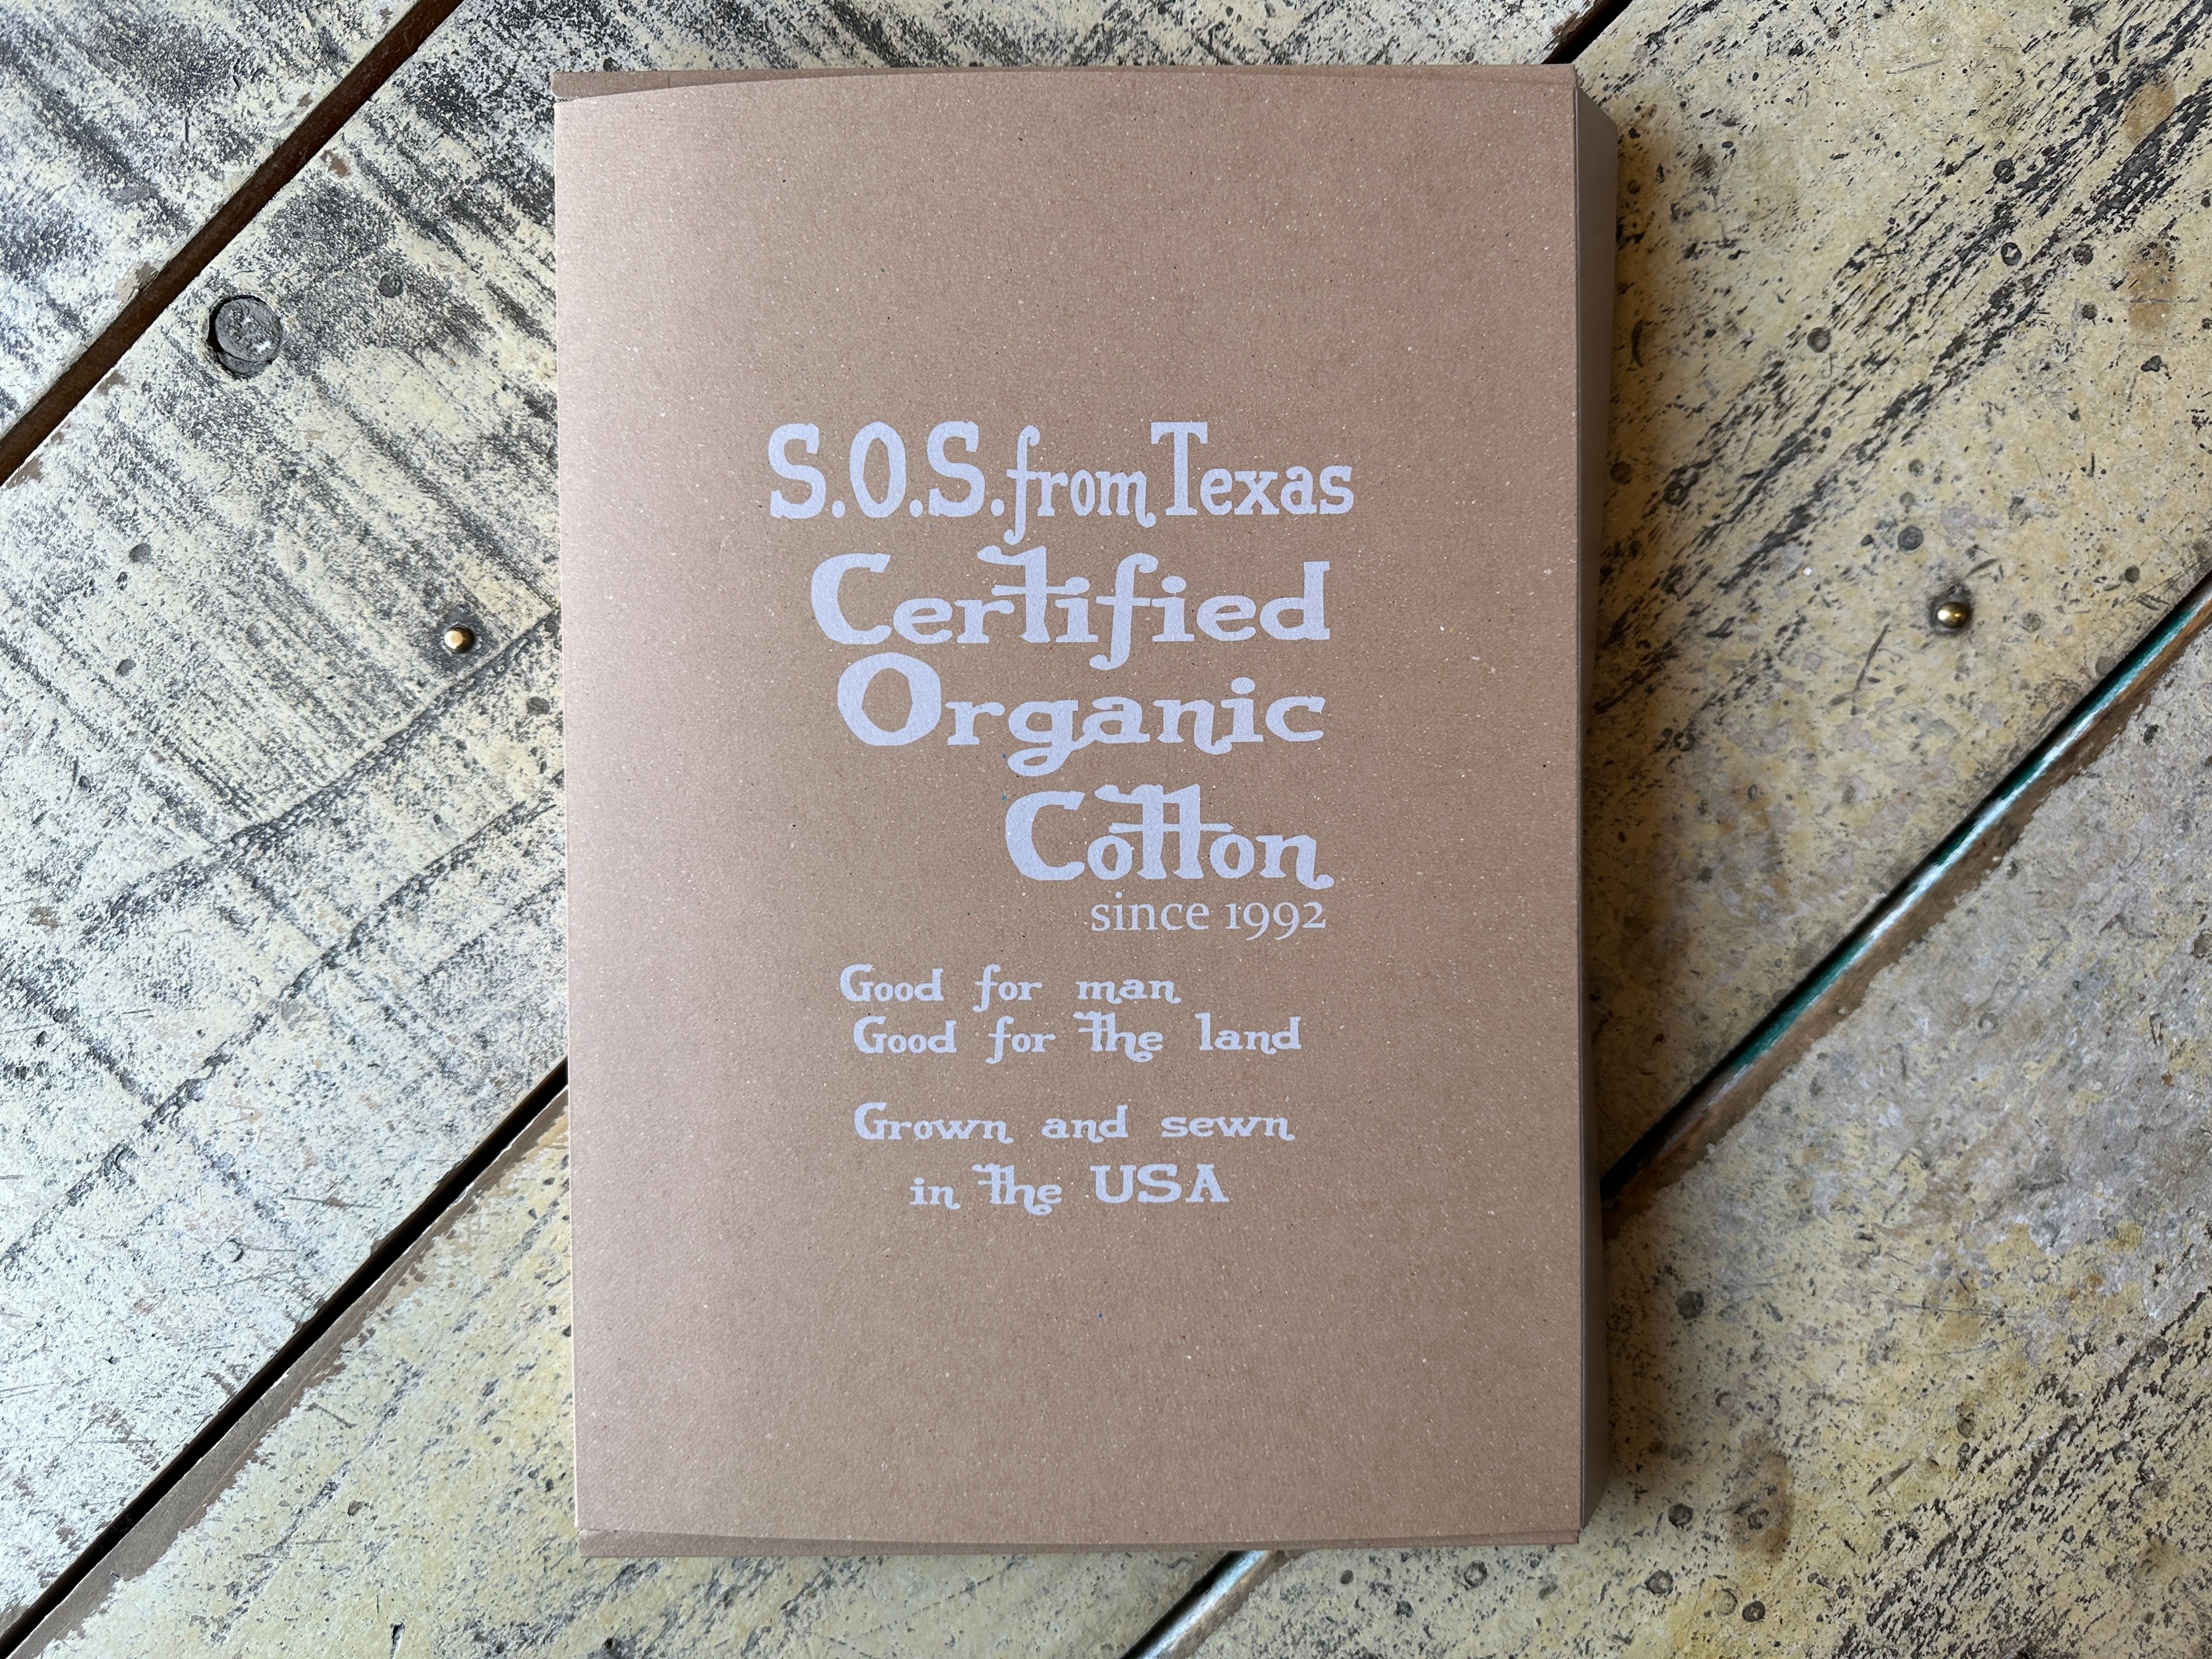 S.O.S. from Texas
Certified
Organic
Cotton
since 1992
Good for man
Good for the land
Grown and sewn
in the USA